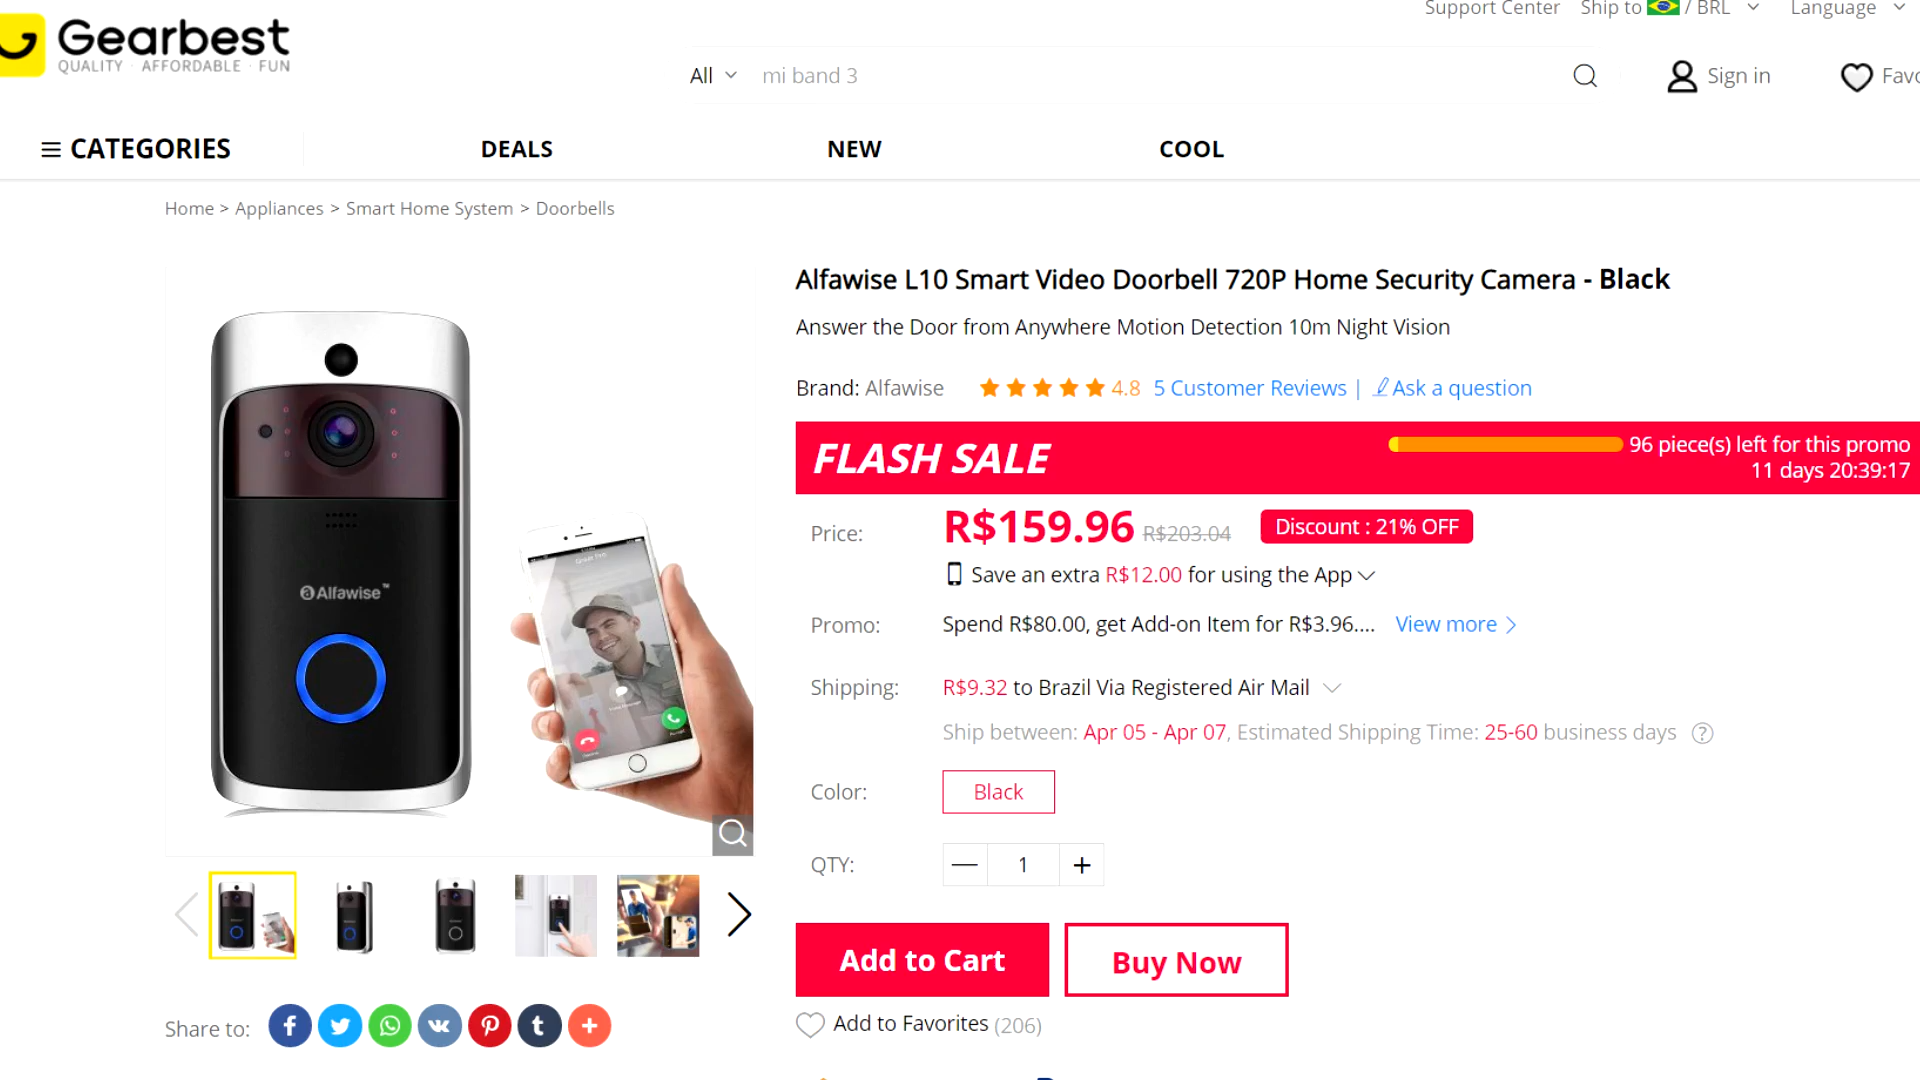 Gearbest
QUALITY · AFFORDABLE · FUN
Support Center
Ship to / BRL
Language
All
mi band 3
Sign in
Favo
CATEGORIES
DEALS
NEW
COOL
Home > Appliances > Smart Home System > Doorbells
Alfawise L10 Smart Video Doorbell 720P Home Security Camera - Black
Answer the Door from Anywhere Motion Detection 10m Night Vision
Brand: Alfawise 4.8 5 Customer Reviews | Ask a question
FLASH SALE
96 piece(s) left for this promo
11 days 20:39:17
Price: R$159.96 R$203.04 Discount : 21% OFF
Save an extra R$12.00 for using the App
Promo: Spend R$80.00, get Add-on Item for R$3.96.... View more
Shipping: R$9.32 to Brazil Via Registered Air Mail
Ship between: Apr 05 - Apr 07, Estimated Shipping Time: 25-60 business days ?
Color: Black
QTY: — 1 +
Add to Cart
Buy Now
Add to Favorites (206)
Alfawise™
Share to: